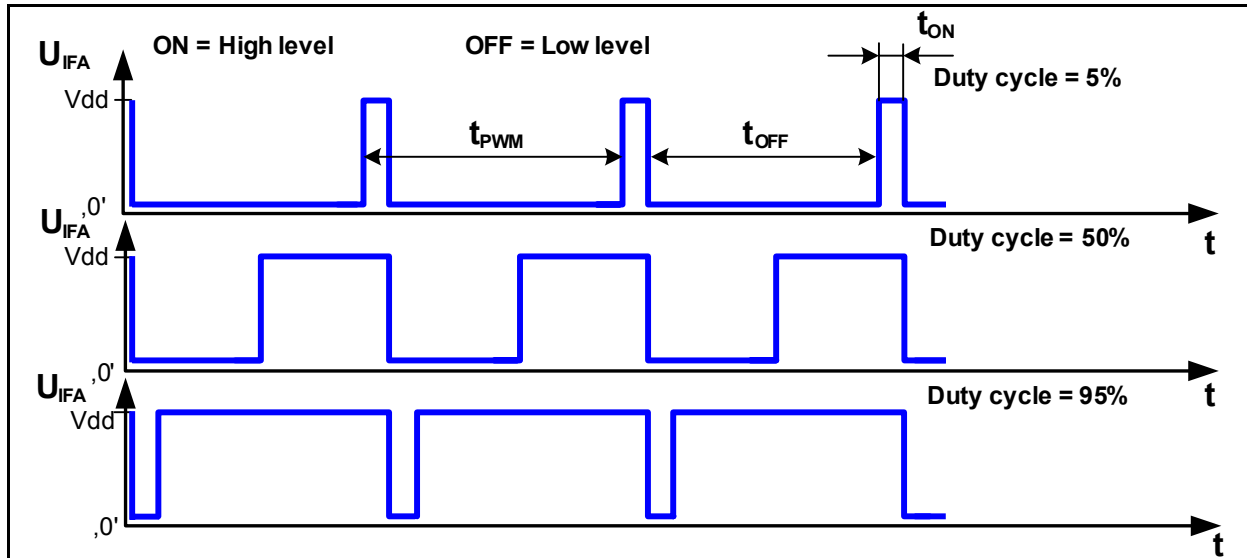 ON = High level
OFF = Low level
tON
UIFA
Duty cycle = 5%
Vdd
tPWM
tOFF
,0'
t
UIFA
Duty cycle = 50%
Vdd
,0'
t
UIFA
Duty cycle = 95%
Vdd
,0'
t